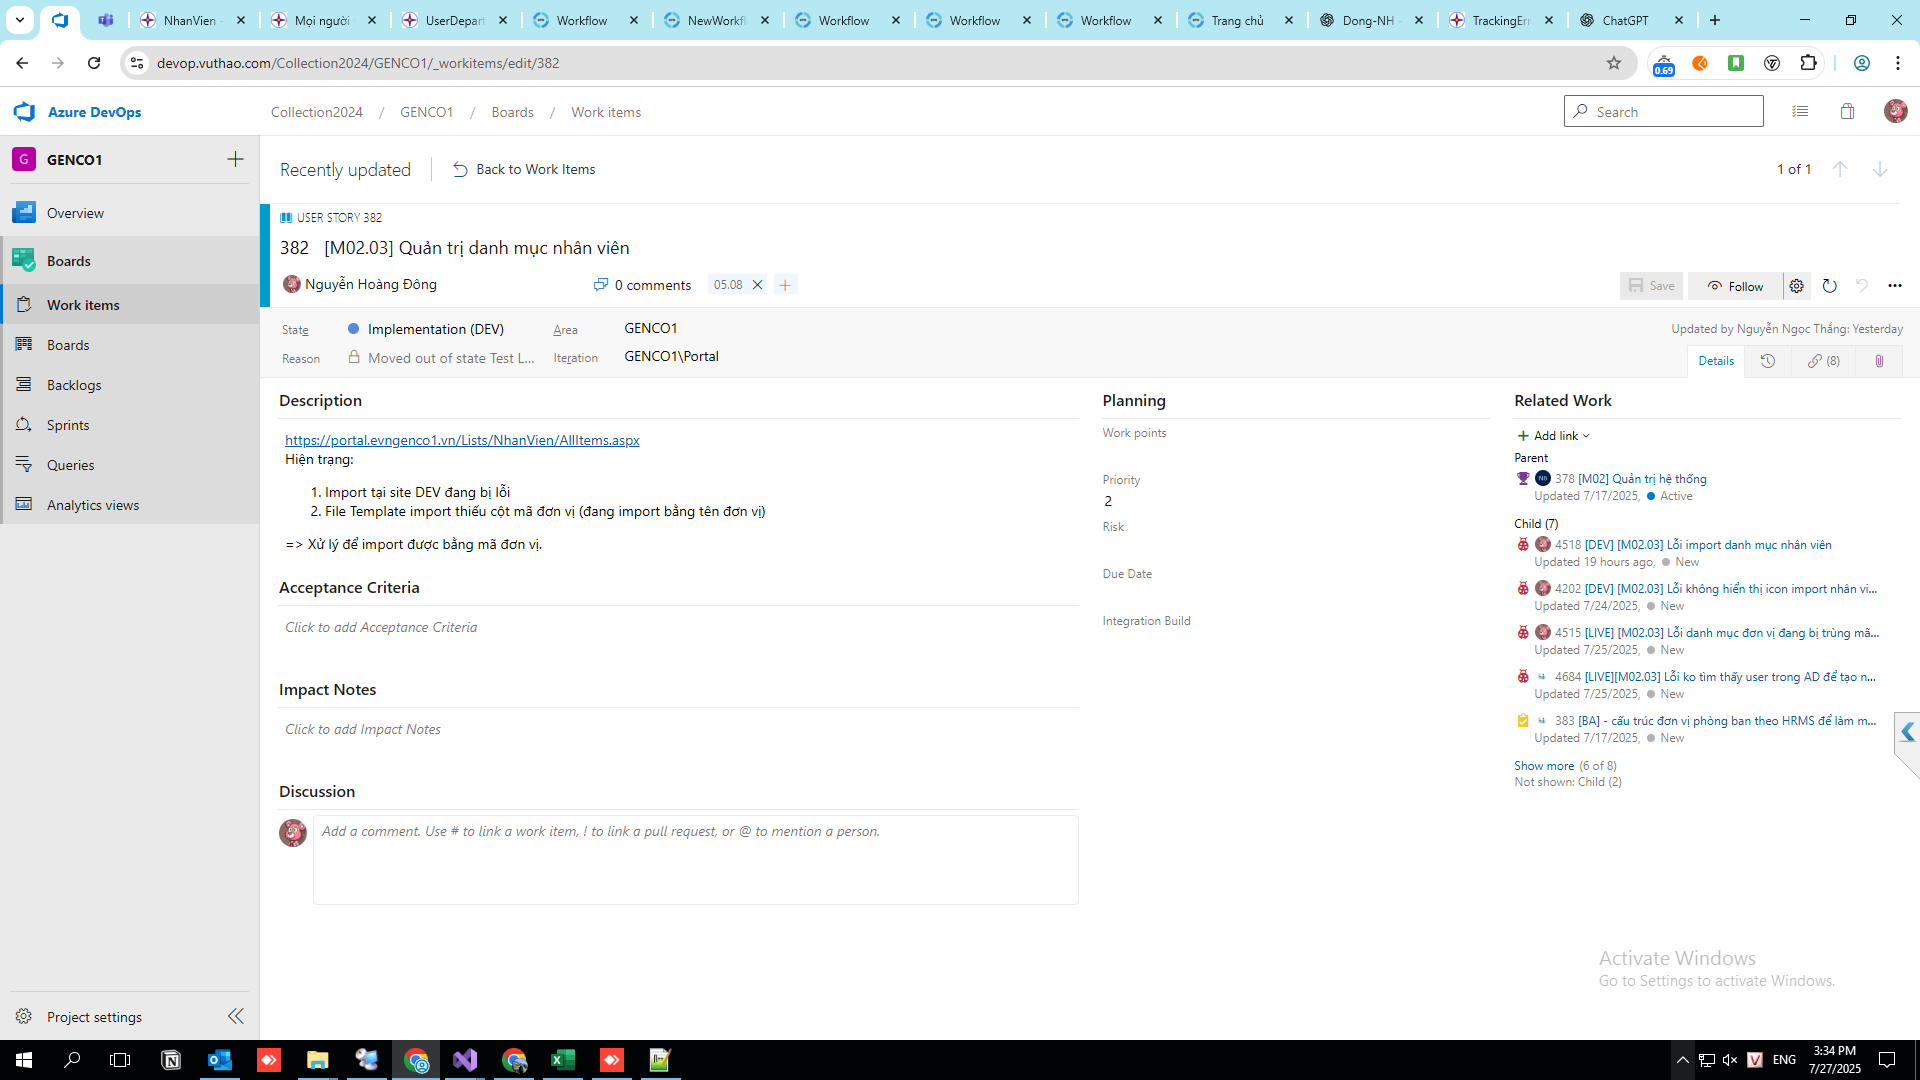 NhanVien -
Mọi người
UserDepart
Workflow
NewWorkfl
Workflow
Workflow
Workflow
Trang chủ
Dong-NH -
TrackingErr
ChatGPT
devop.vuthao.com/Collection2024/GENCO1/_workitems/edit/382
0.69
Azure DevOps
Collection2024 / GENCO1 / Boards / Work items
Search
G GENCO1
Recently updated
Back to Work Items
1 of 1
Overview
Boards
Work items
Boards
Backlogs
Sprints
Queries
Analytics views
Project settings
USER STORY 382
382 [M02.03] Quản trị danh mục nhân viên
Nguyễn Hoàng Đông
0 comments
05.08
Save
Follow
State
Implementation (DEV)
Area
GENCO1
Updated by Nguyễn Ngọc Thắng: Yesterday
Reason
Moved out of state Test L...
Iteration
GENCO1\Portal
Details
(8)
Description
https://portal.evngenco1.vn/Lists/NhanVien/AllItems.aspx
Hiện trạng:
1. Import tại site DEV đang bị lỗi
2. File Template import thiếu cột mã đơn vị (đang import bằng tên đơn vị)
=> Xử lý để import được bằng mã đơn vị.
Acceptance Criteria
Click to add Acceptance Criteria
Impact Notes
Click to add Impact Notes
Discussion
Add a comment. Use # to link a work item, ! to link a pull request, or @ to mention a person.
Planning
Work points
Priority
2
Risk
Due Date
Integration Build
Related Work
Add link
Parent
378 [M02] Quản trị hệ thống
Updated 7/17/2025, Active
Child (7)
4518 [DEV] [M02.03] Lỗi import danh mục nhân viên
Updated 19 hours ago, New
4202 [DEV] [M02.03] Lỗi không hiển thị icon import nhân vi...
Updated 7/24/2025, New
4515 [LIVE] [M02.03] Lỗi danh mục đơn vị đang bị trùng mã...
Updated 7/25/2025, New
4684 [LIVE][M02.03] Lỗi ko tìm thấy user trong AD để tạo n...
Updated 7/25/2025, New
383 [BA] - cấu trúc đơn vị phòng ban theo HRMS để làm m...
Updated 7/17/2025, New
Show more (6 of 8)
Not shown: Child (2)
Activate Windows
Go to Settings to activate Windows.
ENG
3:34 PM
7/27/2025